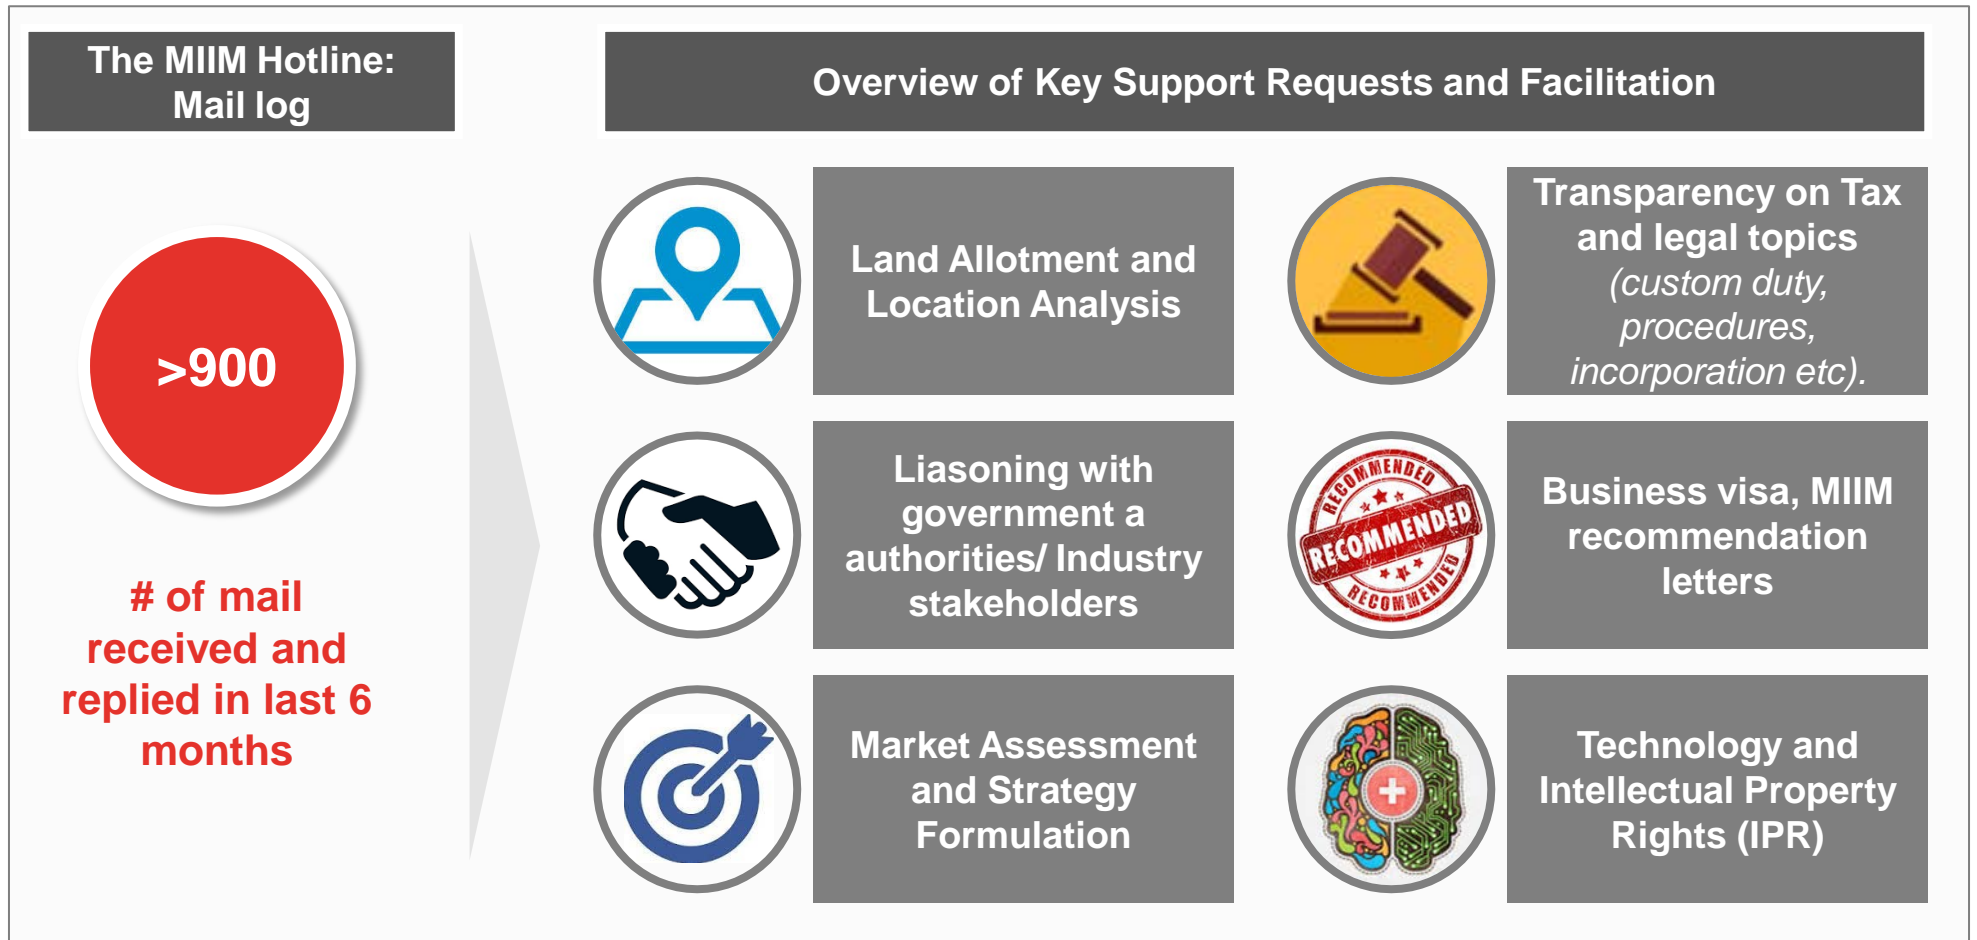 The MIIM Hotline:
Mail log
Overview of Key Support Requests and Facilitation
>900
# of mail
received and
replied in last 6
months
Land Allotment and
Location Analysis
Transparency on Tax
and legal topics
(custom duty,
procedures,
incorporation etc).
Liasoning with
government a
authorities/ Industry
stakeholders
RECOMMENDED
RECOMMENDED
RECOMMENDED
Business visa, MIIM
recommendation
letters
Market Assessment
and Strategy
Formulation
Technology and
Intellectual Property
Rights (IPR)